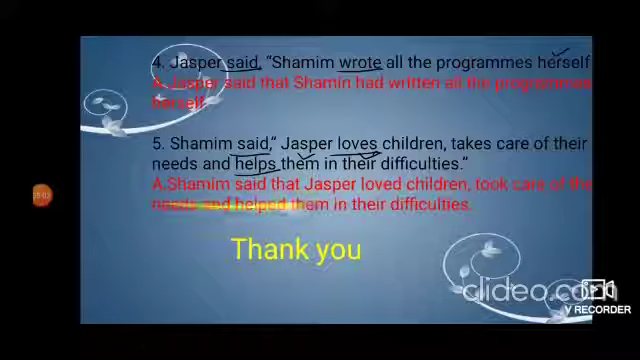 4. Jasper said, "Shamim wrote all the programmes herself
A. Jasper said that Shamin had written all the programmes
herself.
5. Shamim said," Jasper loves children, takes care of their
needs and helps them in their difficulties."
A.Shamim said that Jasper loved children, took care of the
needs and helped them in their difficulties.
Thank you
clideo.com
V RECORDER